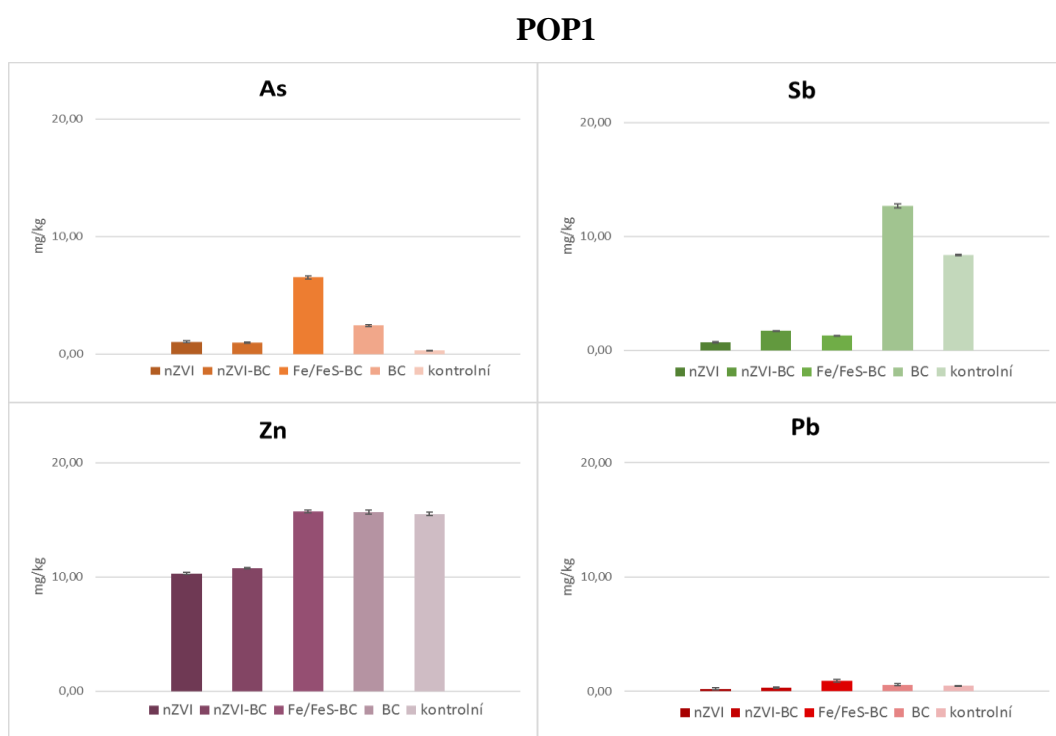 POP1
As
20,00
10,00
0,00
mg/kg
nZVI nZVI-BC Fe/FeS-BC BC kontrolní
Sb
20,00
10,00
0,00
mg/kg
nZVI nZVI-BC Fe/FeS-BC BC kontrolní
Zn
20,00
10,00
0,00
mg/kg
nZVI nZVI-BC Fe/FeS-BC BC kontrolní
Pb
20,00
10,00
0,00
mg/kg
nZVI nZVI-BC Fe/FeS-BC BC kontrolní